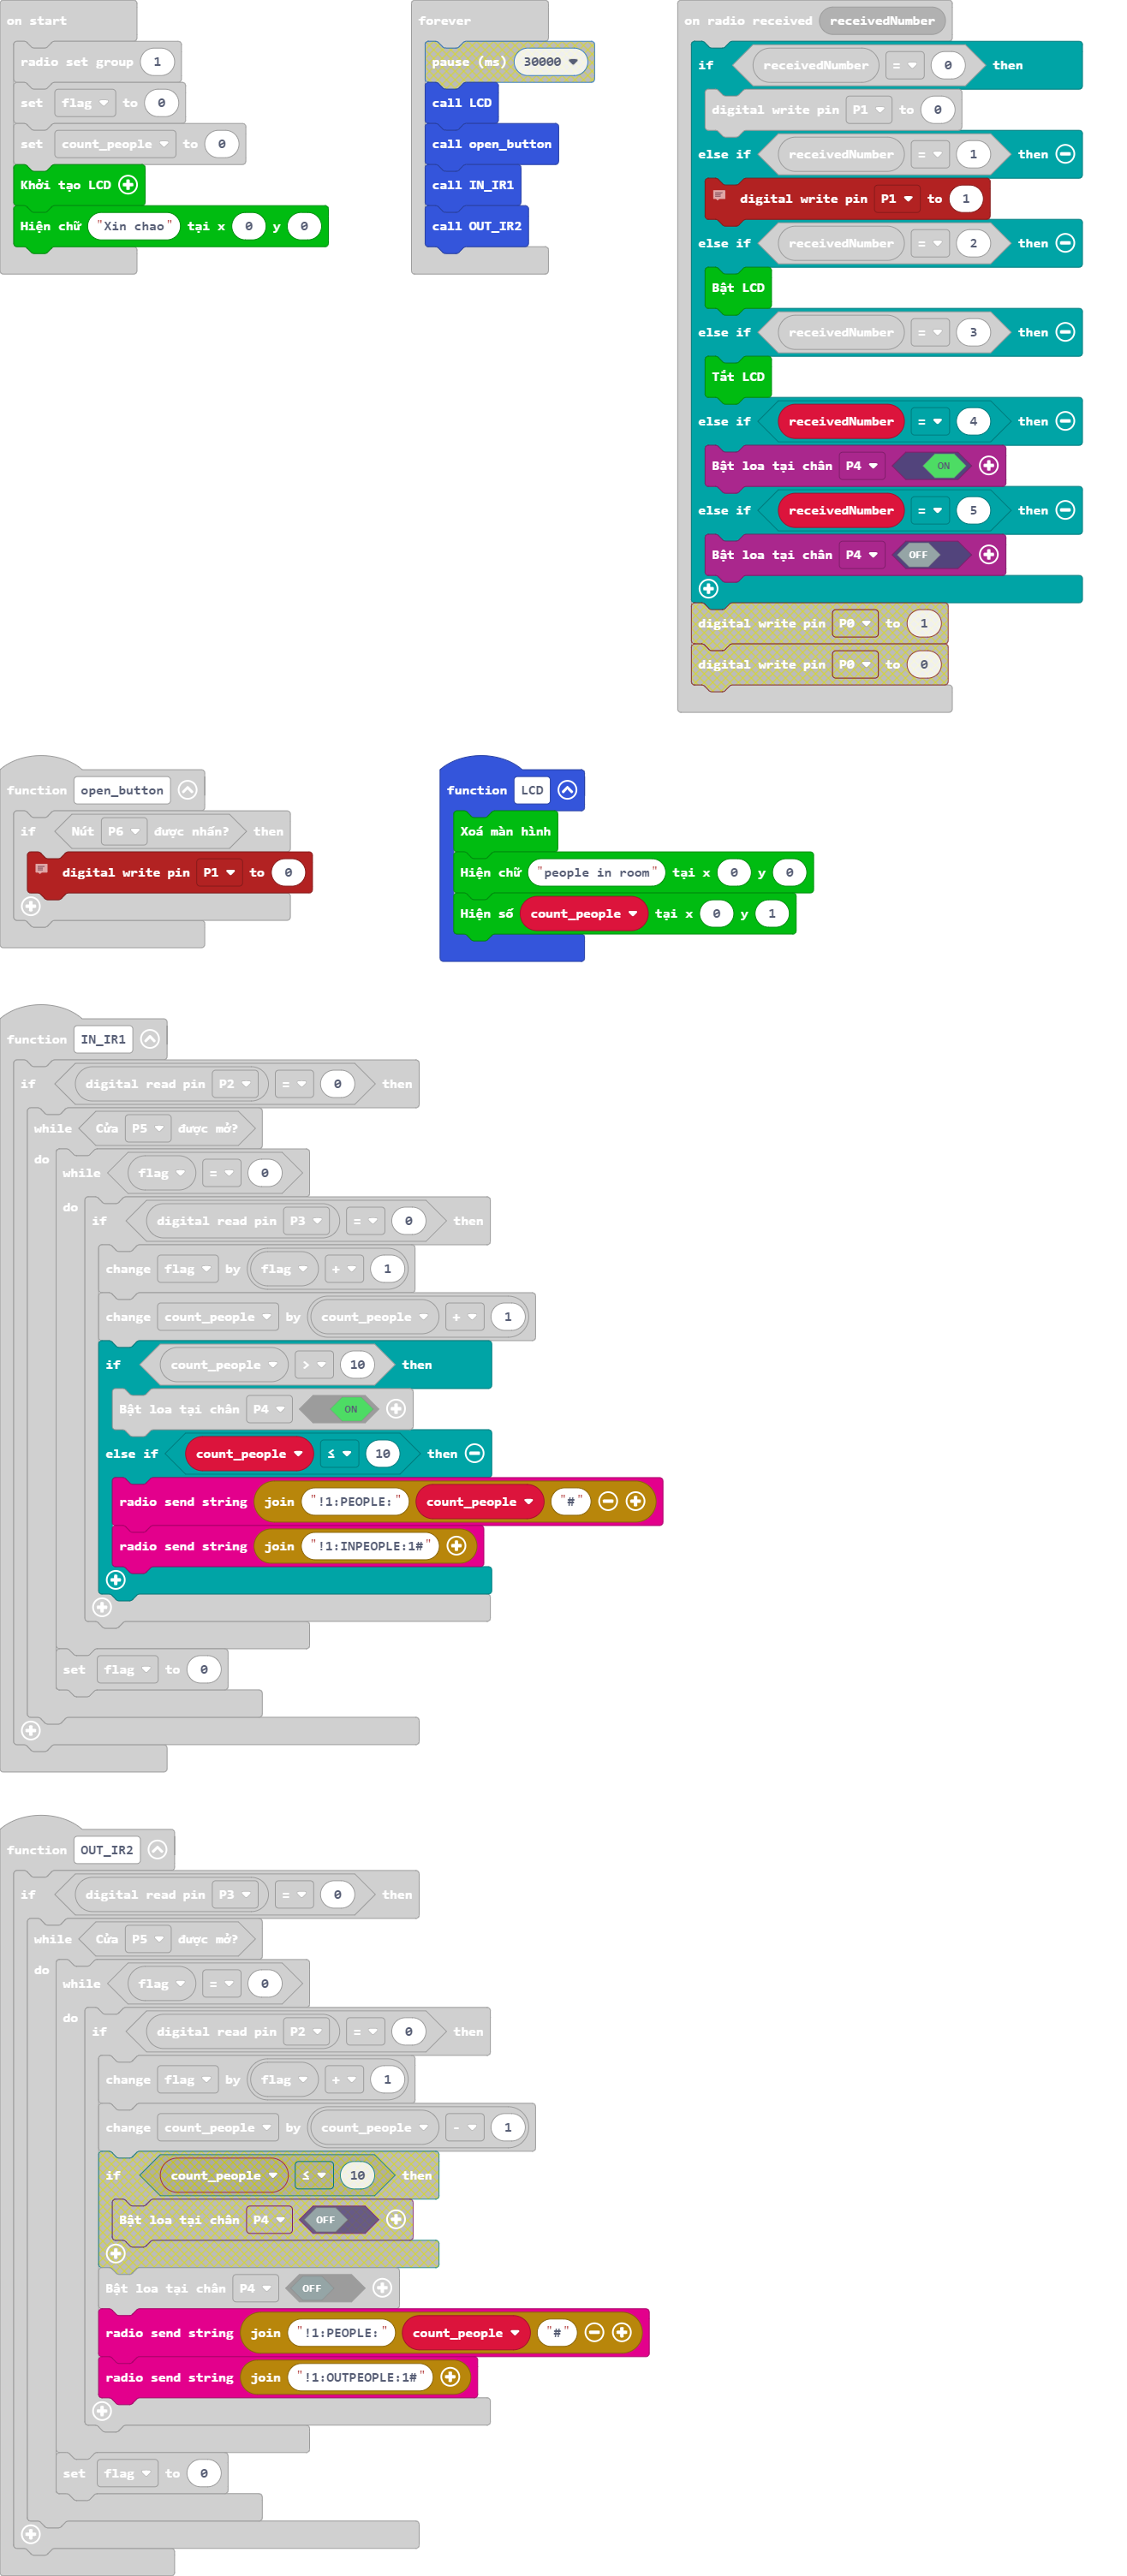 on start
radio set group 1
set flag to 0
set count_people to 0
Khởi tạo LCD
Hiện chữ "Xin chao" tại x 0 y 0
forever
pause (ms) 30000
call LCD
call open_button
call IN_IR1
call OUT_IR2
on radio received receivedNumber
if receivedNumber = 0 then
digital write pin P1 to 0
else if receivedNumber = 1 then
digital write pin P1 to 1
else if receivedNumber = 2 then
Bật LCD
else if receivedNumber = 3 then
Tắt LCD
else if receivedNumber = 4 then
Bật loa tại chân P4 ON
else if receivedNumber = 5 then
Bật loa tại chân P4 OFF
digital write pin P0 to 1
digital write pin P0 to 0
function open_button
if Nút P6 được nhấn? then
digital write pin P1 to 0
function LCD
Xoá màn hình
Hiện chữ "people in room" tại x 0 y 0
Hiện số count_people tại x 0 y 1
function IN_IR1
if digital read pin P2 = 0 then
while Cửa P5 được mở?
do while flag = 0
do if digital read pin P3 = 0 then
change flag by flag + 1
change count_people by count_people + 1
if count_people > 10 then
Bật loa tại chân P4 ON
else if count_people ≤ 10 then
radio send string join "!1:PEOPLE:" count_people "#"
radio send string join "!1:INPEOPLE:1#"
set flag to 0
function OUT_IR2
if digital read pin P3 = 0 then
while Cửa P5 được mở?
do while flag = 0
do if digital read pin P2 = 0 then
change flag by flag + 1
change count_people by count_people - 1
if count_people ≤ 10 then
Bật loa tại chân P4 OFF
Bật loa tại chân P4 OFF
radio send string join "!1:PEOPLE:" count_people "#"
radio send string join "!1:OUTPEOPLE:1#"
set flag to 0